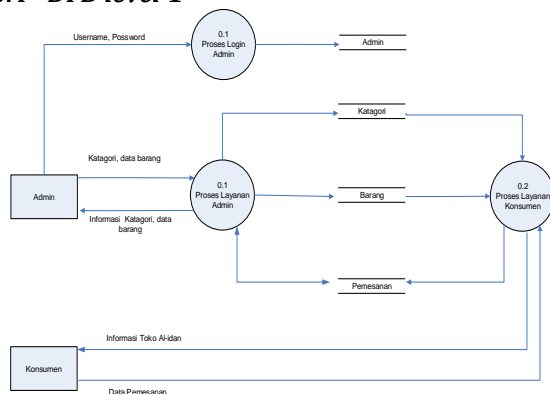 Username, Possword
0.1
Proses Login
Admin
Admin
Katagori
Katagori, data barang
Admin
0.1
Proses Layanan
Admin
Barang
0.2
Proses Layanan
Konsumen
Informasi Katagori, data
barang
Pemesanan
Informasi Toko Al-idan
Konsumen
Data Pemesanan